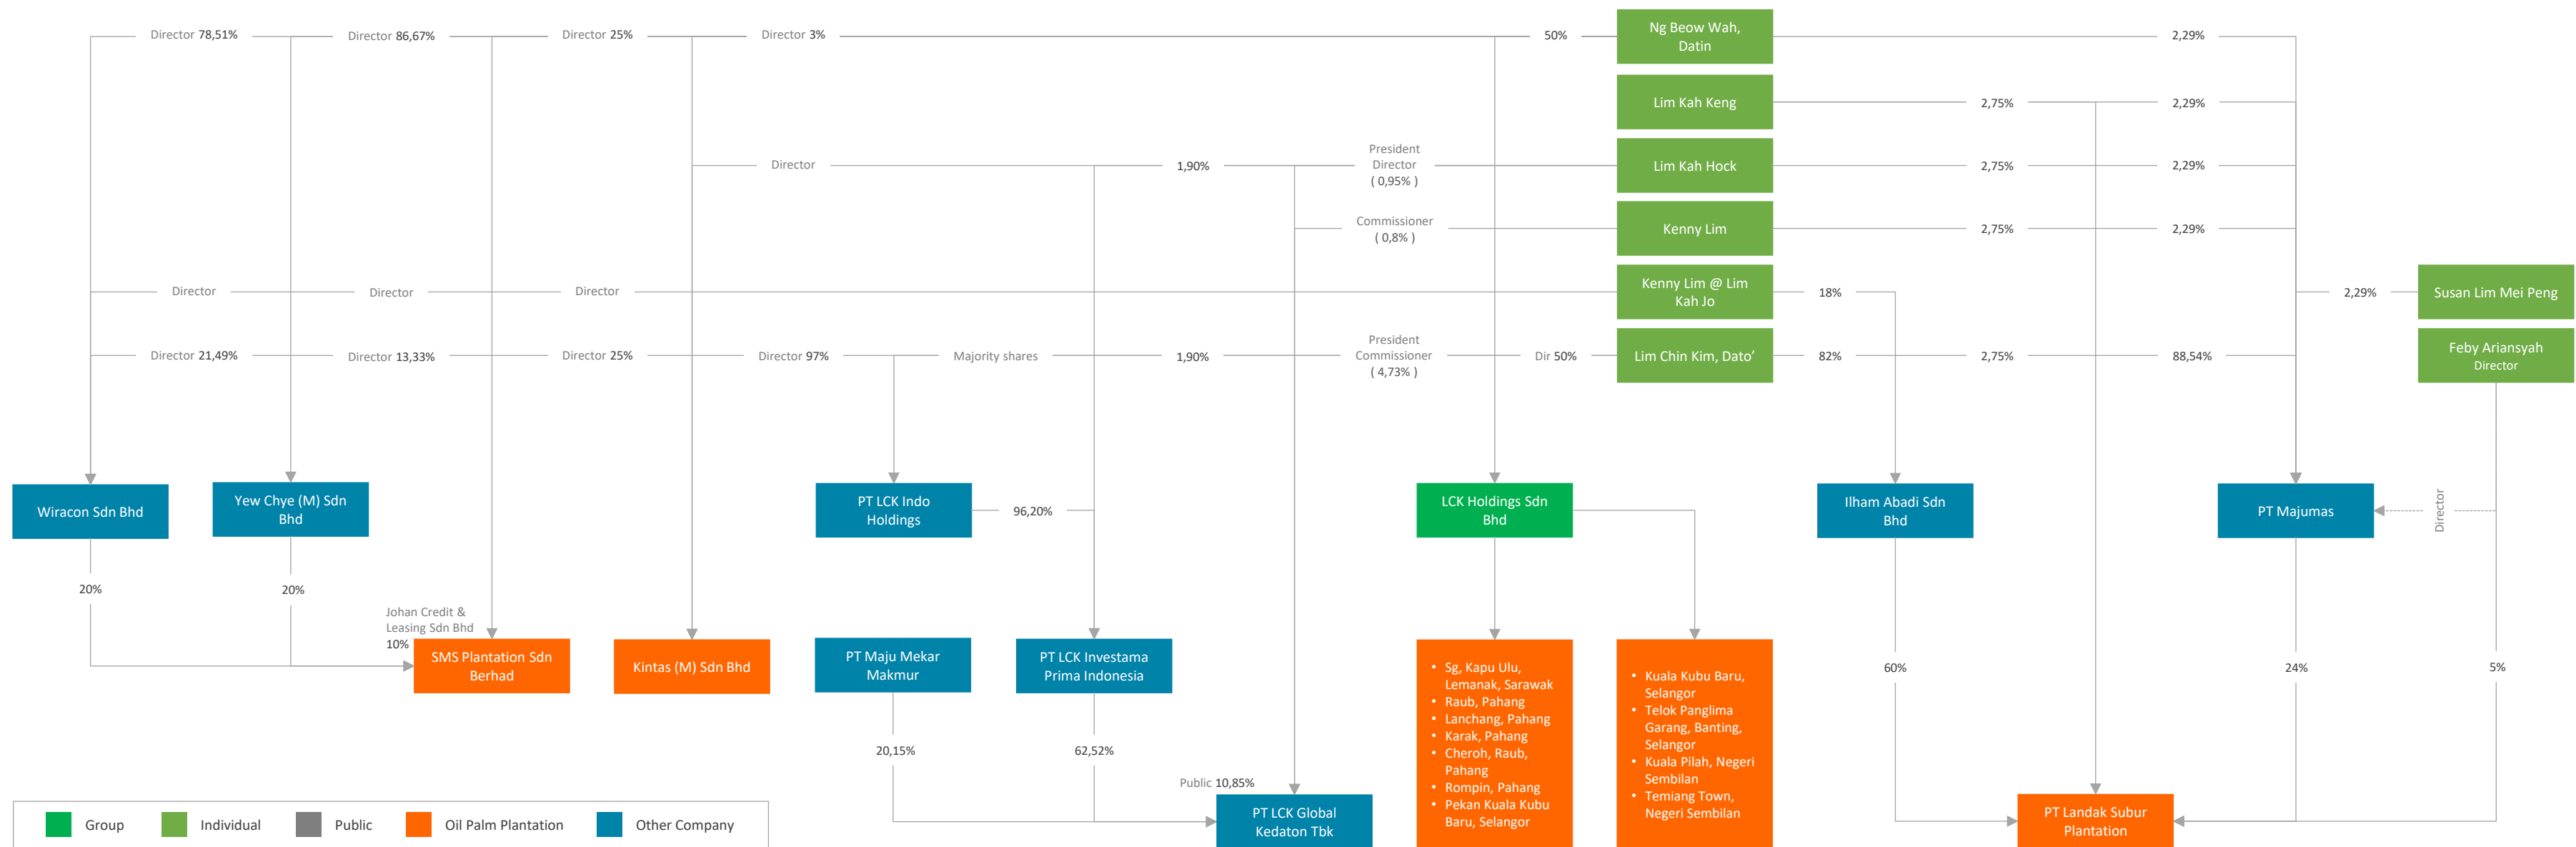 Director 78,51%
Director 86,67%
Director 25%
Director 3%
50%
Ng Beow Wah,
Datin
2,29%
Lim Kah Keng
2,75%
2,29%
Director
1,90%
President
Director
( 0,95% )
Lim Kah Hock
2,75%
2,29%
Commissioner
( 0,8% )
Kenny Lim
2,75%
2,29%
Director
Director
Director
Kenny Lim @ Lim
Kah Jo
18%
2,29%
Susan Lim Mei Peng
Director 21,49%
Director 13,33%
Director 25%
Director 97%
Majority shares
1,90%
President
Commissioner
( 4,73% )
Dir 50%
Lim Chin Kim, Dato’
82%
2,75%
88,54%
Feby Ariansyah
Director
Wiracon Sdn Bhd
Yew Chye (M) Sdn
Bhd
PT LCK Indo
Holdings
96,20%
LCK Holdings Sdn
Bhd
Ilham Abadi Sdn
Bhd
PT Majumas
Director
20%
20%
Johan Credit &
Leasing Sdn Bhd
10%
SMS Plantation Sdn
Berhad
Kintas (M) Sdn Bhd
PT Maju Mekar
Makmur
PT LCK Investama
Prima Indonesia
• Sg, Kapu Ulu,
Lemanak, Sarawak
• Raub, Pahang
• Lanchang, Pahang
• Karak, Pahang
• Cheroh, Raub,
Pahang
• Rompin, Pahang
• Pekan Kuala Kubu
Baru, Selangor
• Kuala Kubu Baru,
Selangor
• Telok Panglima
Garang, Banting,
Selangor
• Kuala Pilah, Negeri
Sembilan
• Temiang Town,
Negeri Sembilan
60%
24%
5%
20,15%
62,52%
Public 10,85%
PT LCK Global
Kedaton Tbk
PT Landak Subur
Plantation
Group
Individual
Public
Oil Palm Plantation
Other Company